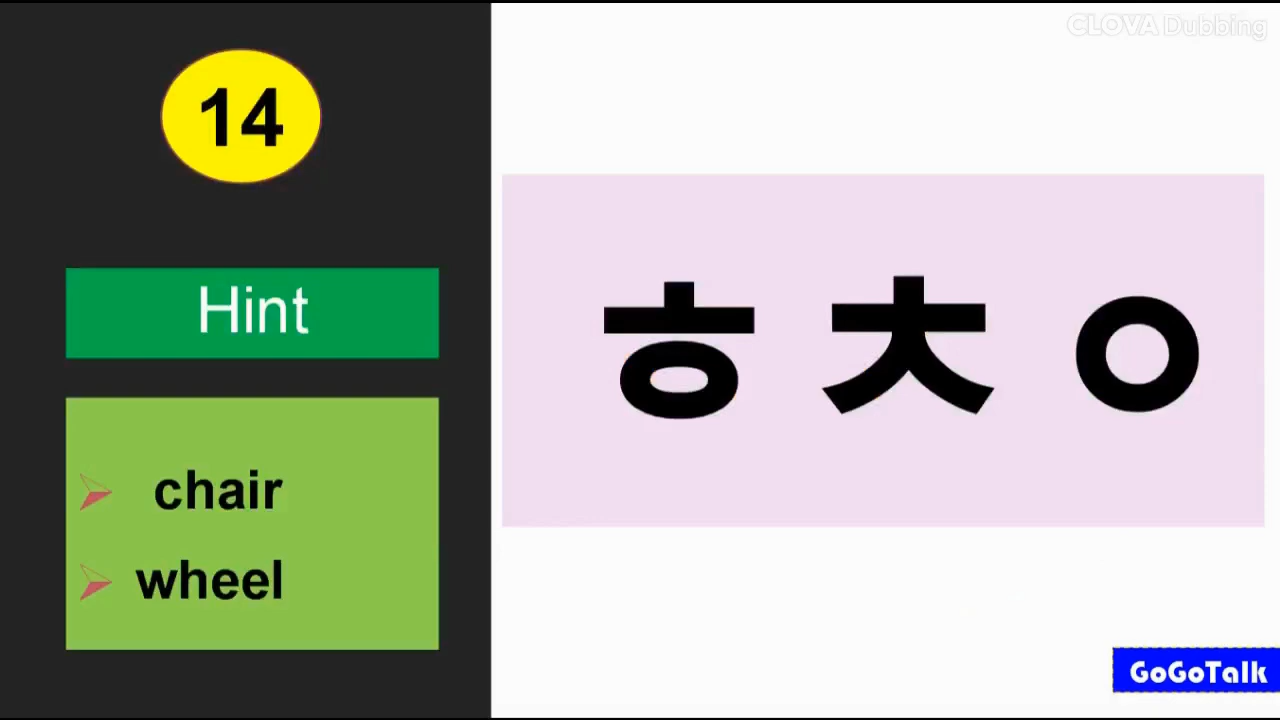 CLOVA Dubbing
14
Hint
chair
wheel
ㅎ ㅊ ㅇ
GoGoTalk